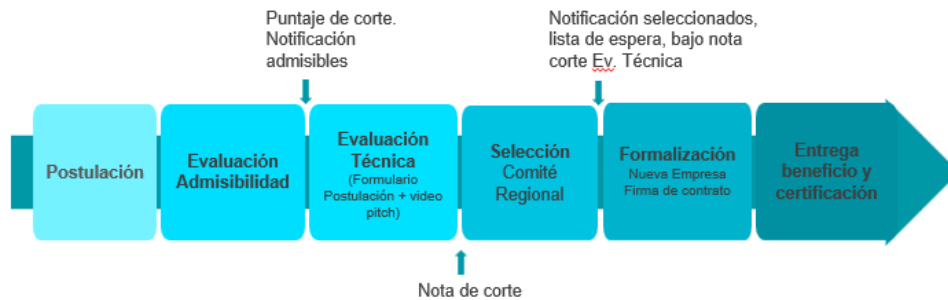 Puntaje de corte.
Notificación
admisibles
Notificación seleccionados,
lista de espera, bajo nota
corte Ev. Técnica
Postulación
Evaluación
Admisibilidad
Evaluación
Técnica
(Formulario
Postulación + video
pitch)
Selección
Comité
Regional
Formalización
Nueva Empresa
Firma de contrato
Entrega
beneficio y
certificación
Nota de corte